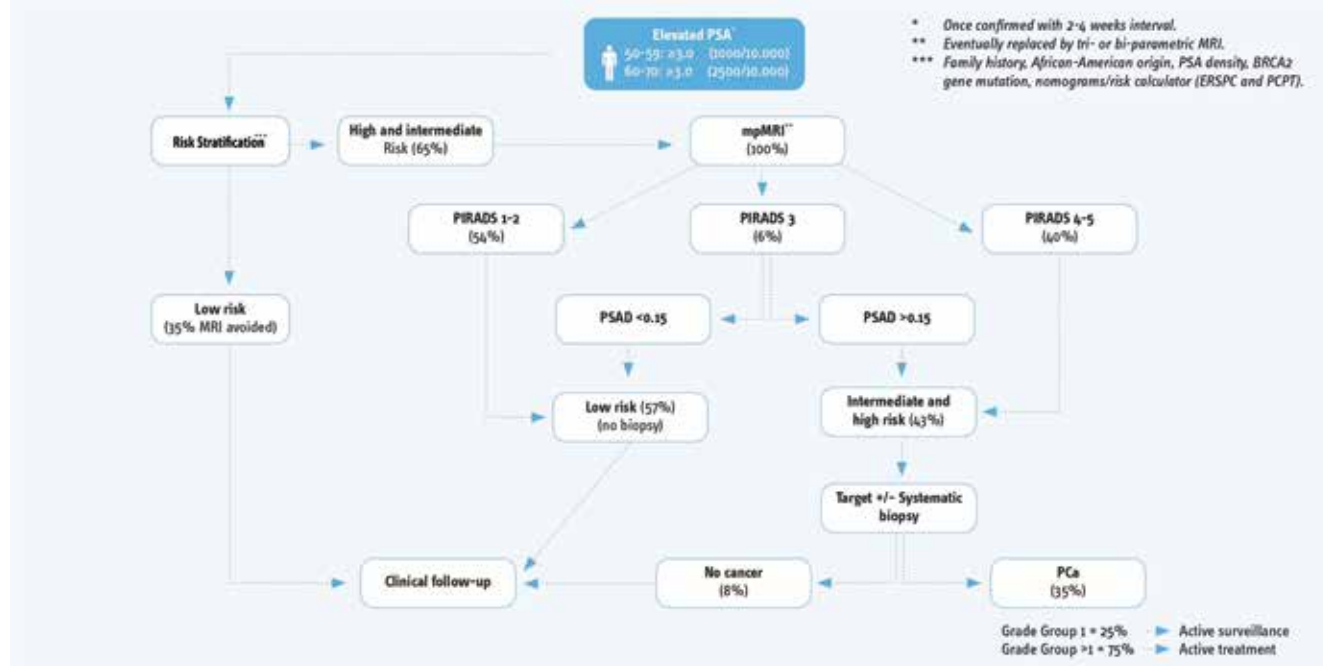 Elevated PSA*
50-59: ≥3.0 (1000/10.000)
60-70: ≥3.0 (2500/10.000)
* Once confirmed with 2-4 weeks interval.
** Eventually replaced by tri- or bi-parametric MRI.
*** Family history, African-American origin, PSA density, BRCA2
gene mutation, nomograms/risk calculator (ERSPC and PCPT).
Risk Stratification***
High and intermediate
Risk (65%)
mpMRI**
(100%)
PIRADS 1-2
(54%)
PIRADS 3
(6%)
PIRADS 4-5
(40%)
Low risk
(35% MRI avoided)
PSAD <0.15
PSAD >0.15
Low risk (57%)
(no biopsy)
Intermediate and
high risk (43%)
Target +/- Systematic
biopsy
Clinical follow-up
No cancer
(8%)
PCa
(35%)
Grade Group 1 = 25% Active surveillance
Grade Group >1 = 75% Active treatment